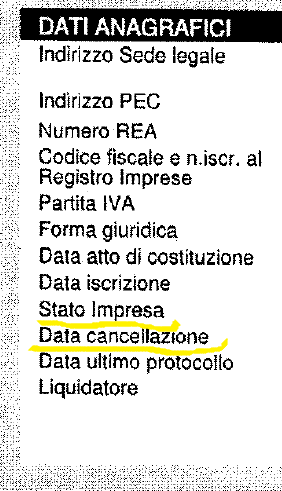 DATI ANAGRAFICI
Indirizzo Sede legale
Indirizzo PEC
Numero REA
Codice fiscale e n.iscr. al
Registro Imprese
Partita IVA
Forma giuridica
Data atto di costituzione
Data iscrizione
Stato Impresa
Data cancellazione
Data ultimo protocollo
Liquidatore